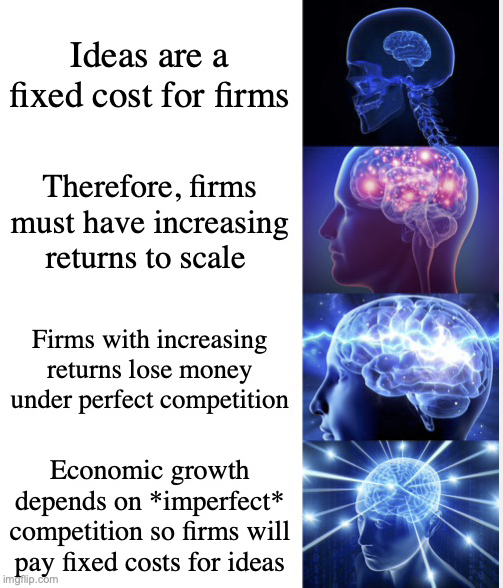 Ideas are a
fixed cost for firms
Therefore, firms
must have increasing
returns to scale
Firms with increasing
returns lose money
under perfect competition
Economic growth
depends on *imperfect*
competition so firms will
pay fixed costs for ideas
imgflip.com